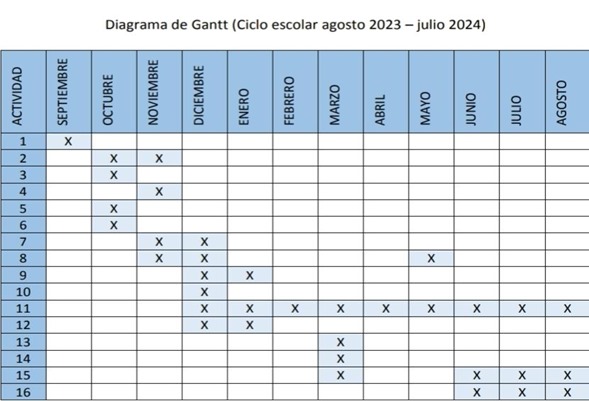 Diagrama de Gantt (Ciclo escolar agosto 2023 – julio 2024)
ACTIVIDAD SEPTIEMBRE OCTUBRE NOVIEMBRE DICIEMBRE ENERO FEBRERO MARZO ABRIL MAYO JUNIO JULIO AGOSTO
1 X
2 X X
3 X
4 X
5 X
6 X
7 X X
8 X X X
9 X X
10 X
11 X X X X X X X X X
12 X X
13 X
14 X
15 X X X X
16 X X X